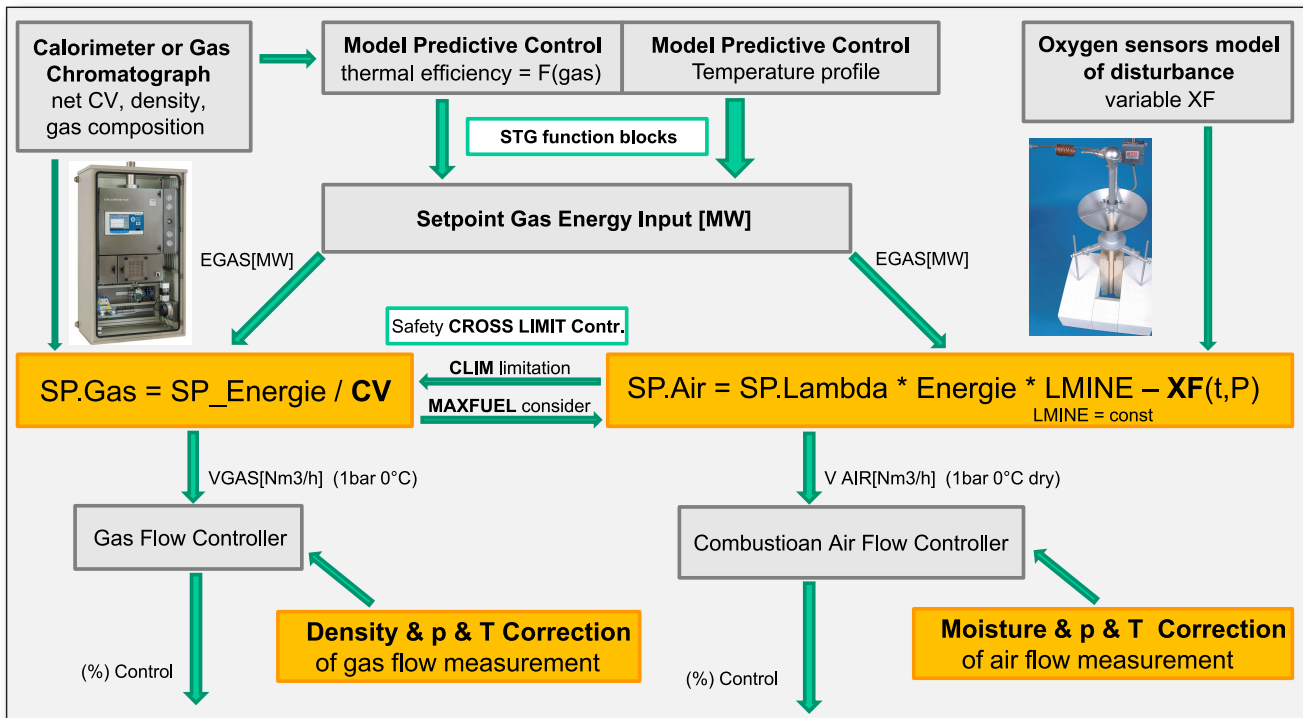 Calorimeter or Gas
Chromatograph
net CV, density,
gas composition
Model Predictive Control
thermal efficiency = F(gas)
Model Predictive Control
Temperature profile
Oxygen sensors model
of disturbance
variable XF
STG function blocks
Setpoint Gas Energy Input [MW]
EGAS[MW]
EGAS[MW]
Safety CROSS LIMIT Contr.
SP.Gas = SP_Energie / CV
CLIM limitation
MAXFUEL consider
SP.Air = SP.Lambda * Energie * LMINE – XF(t,P)
LMINE = const
VGAS[Nm3/h] (1bar 0°C)
V AIR[Nm3/h] (1bar 0°C dry)
Gas Flow Controller
Combustioan Air Flow Controller
Density & p & T Correction
of gas flow measurement
Moisture & p & T Correction
of air flow measurement
(%) Control
(%) Control